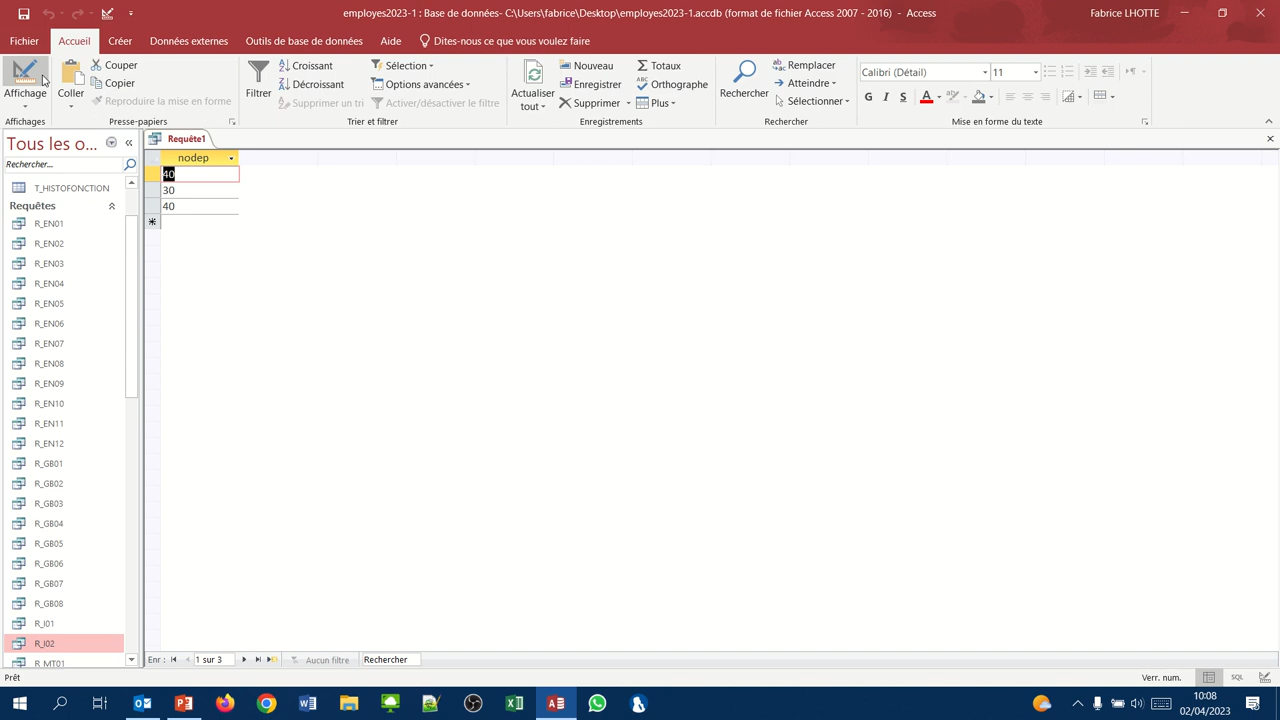 employes2023-1 : Base de données- C:\Users\fabrice\Desktop\employes2023-1.accdb (format de fichier Access 2007 - 2016) - Access
Fabrice LHOTTE
Fichier Accueil Créer Données externes Outils de base de données Aide Dites-nous ce que vous voulez faire
Affichage
Affichages
Coller
Couper
Copier
Reproduire la mise en forme
Presse-papiers
Filtrer
Croissant
Décroissant
Supprimer un tri
Sélection
Options avancées
Activer/désactiver le filtre
Trier et filtrer
Actualiser
tout
Nouveau
Enregistrer
Supprimer
Totaux
Orthographe
Plus
Enregistrements
Rechercher
Remplacer
Atteindre
Sélectionner
Rechercher
Calibri (Détail) 11
G I S A
Mise en forme du texte
Tous les o...
Rechercher...
T_HISTOFONCTION
Requêtes
R_EN01
R_EN02
R_EN03
R_EN04
R_EN05
R_EN06
R_EN07
R_EN08
R_EN09
R_EN10
R_EN11
R_EN12
R_GB01
R_GB02
R_GB03
R_GB04
R_GB05
R_GB06
R_GB07
R_GB08
R_I01
R_I02
R_MT01
Requête1
nodep
40
30
40
Enr : 1 sur 3 Aucun filtre Rechercher
Prêt
Verr. num. SQL
10:08
02/04/2023